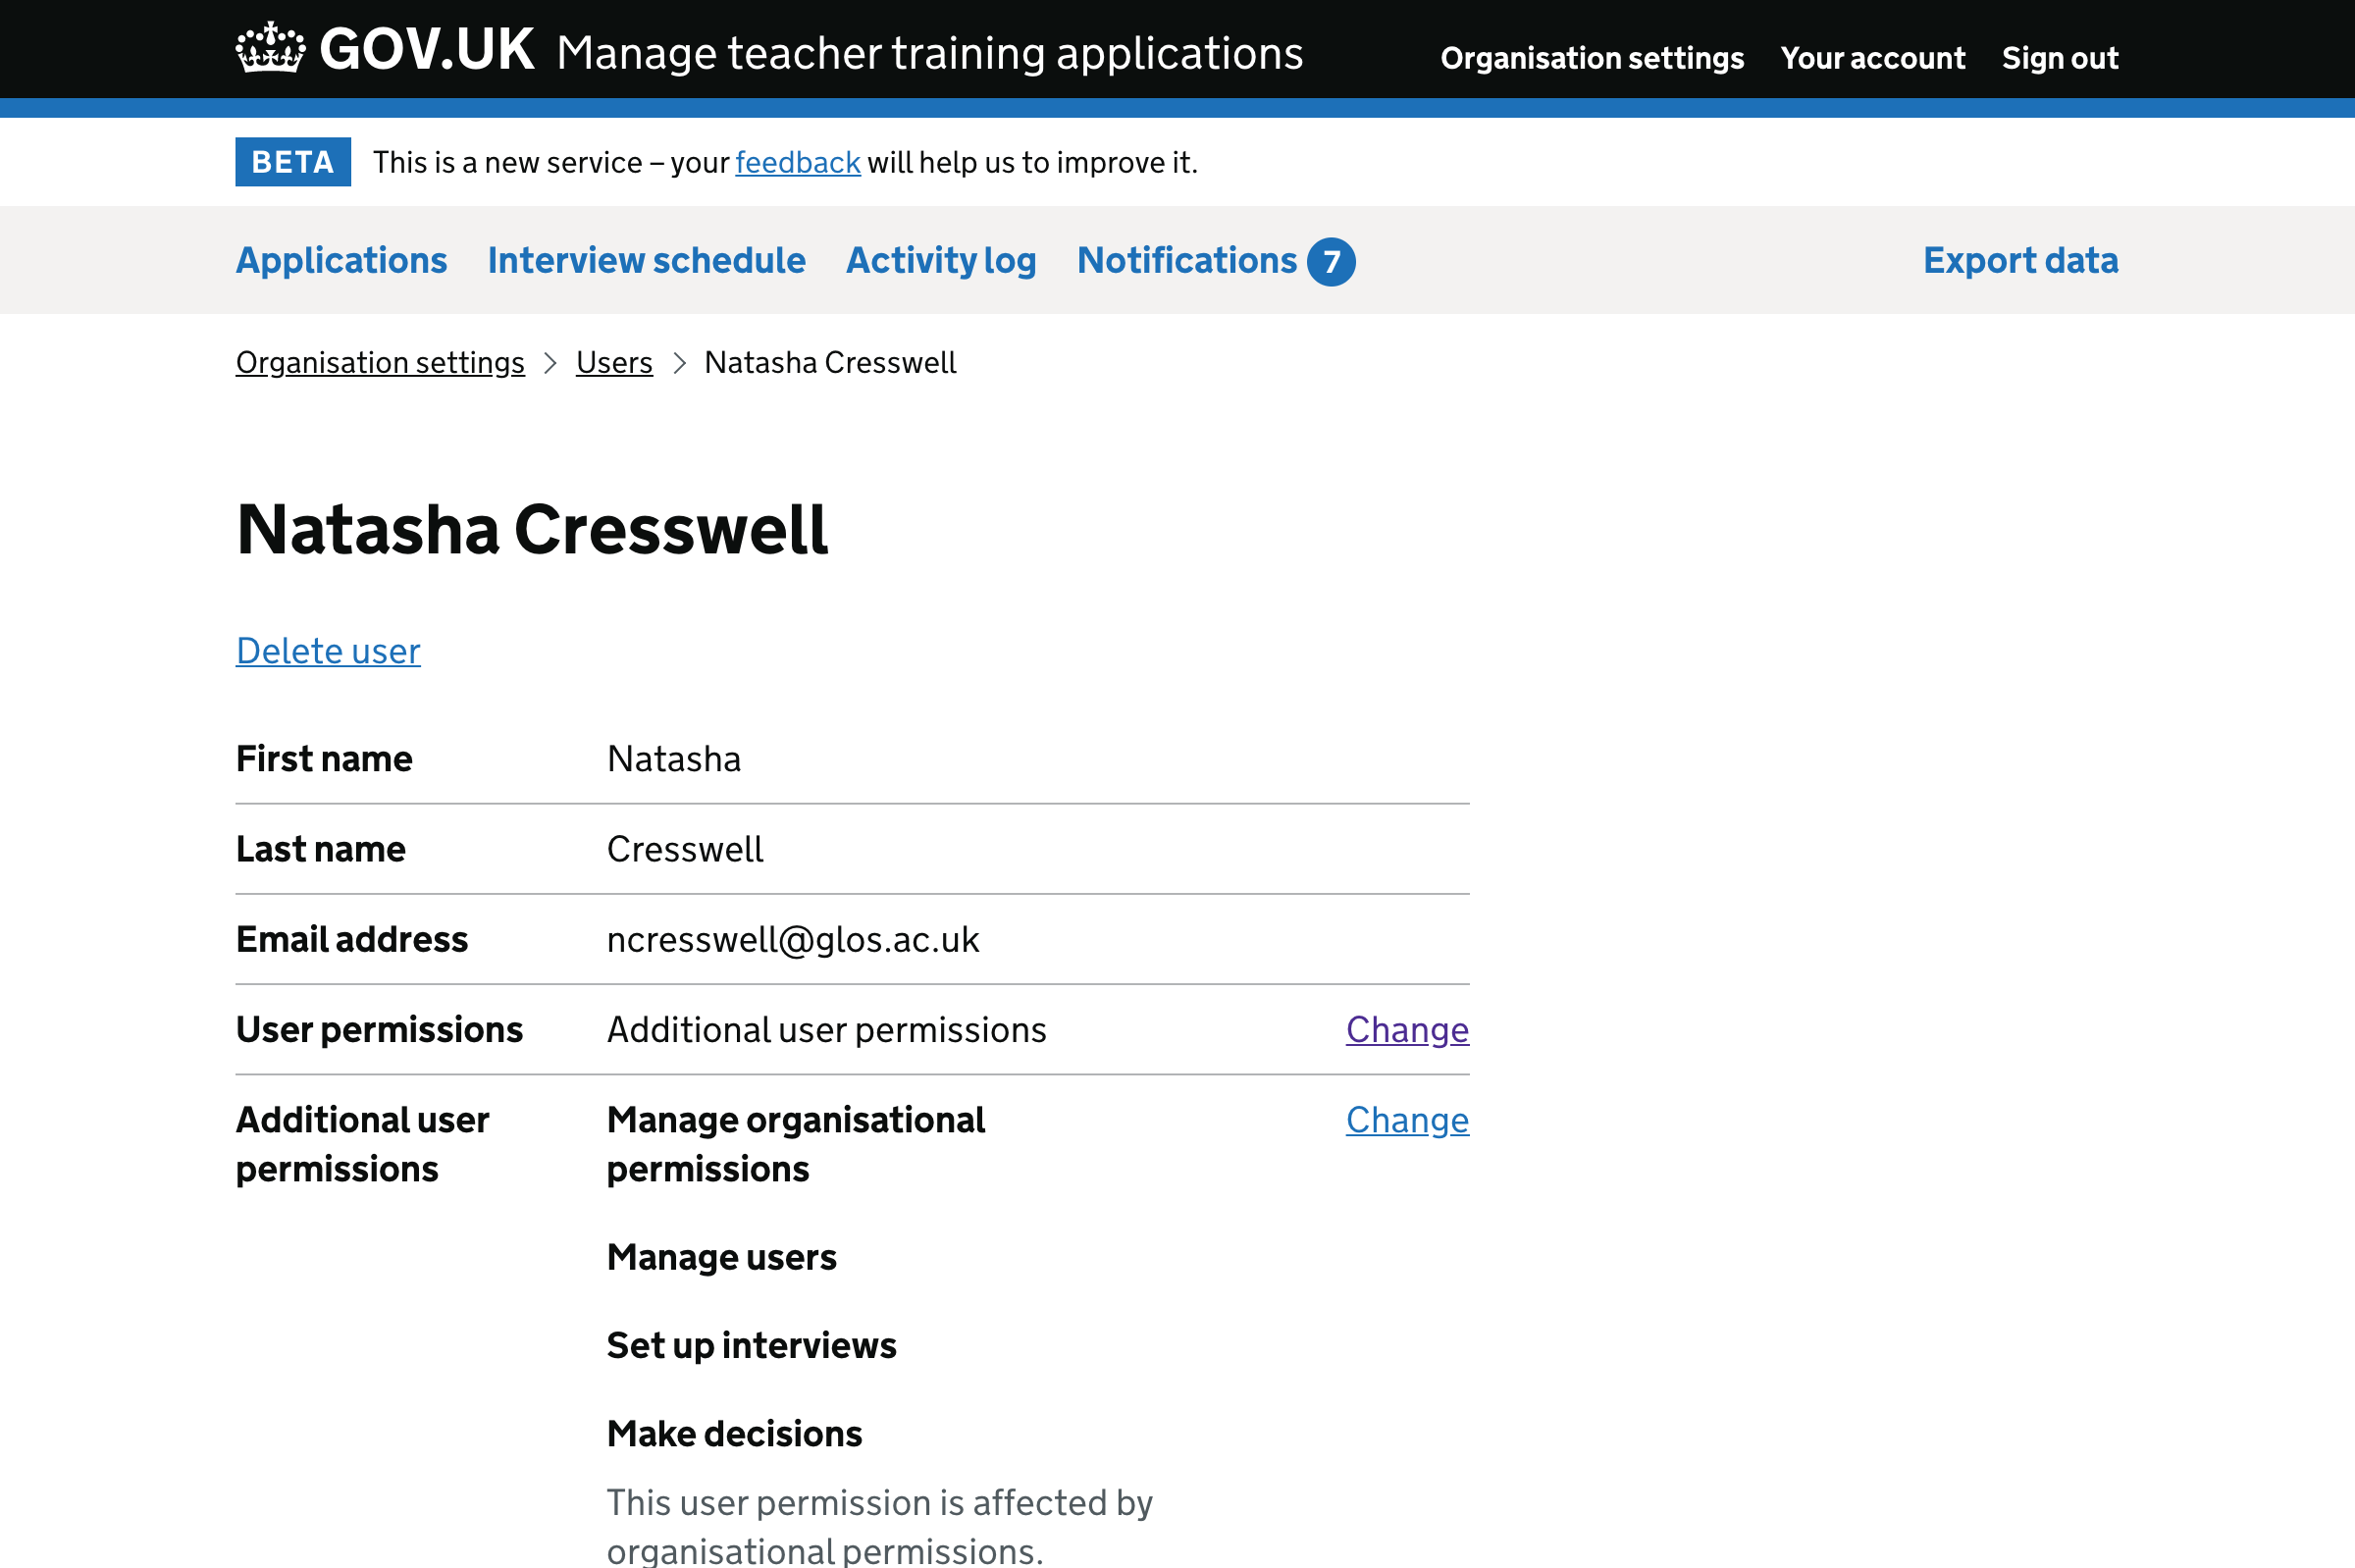 GOV.UK Manage teacher training applications Organisation settings Your account Sign out
BETA This is a new service – your feedback will help us to improve it.
Applications Interview schedule Activity log Notifications 7 Export data
Organisation settings > Users > Natasha Cresswell
Natasha Cresswell
Delete user
First name Natasha
Last name Cresswell
Email address ncresswell@glos.ac.uk
User permissions Additional user permissions Change
Additional user Manage organisational Change
permissions permissions
Manage users
Set up interviews
Make decisions
This user permission is affected by
organisational permissions.